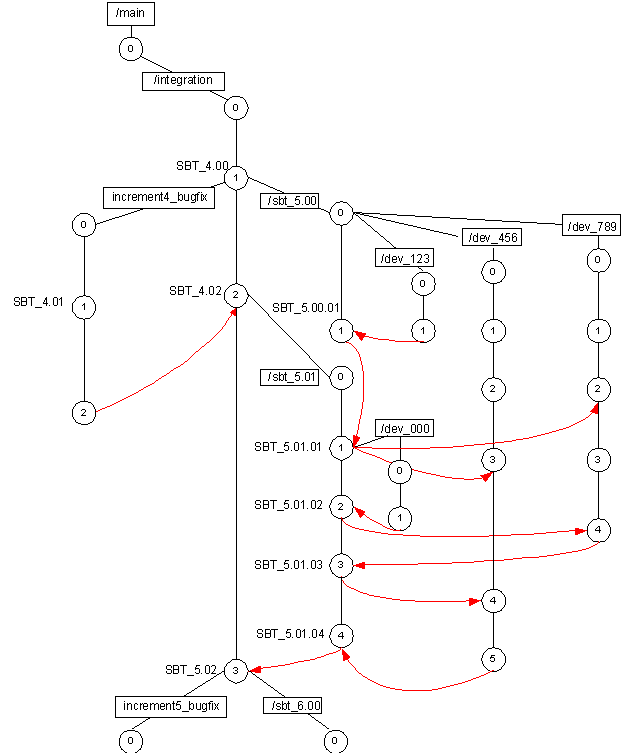 /main
0
/integration
0
SBT_4.00
1
increment4_bugfix
/sbt_5.00
0
0
/dev_789
/dev_456
/dev_123
0
0
0
SBT_4.01
1
SBT_4.02
2
SBT_5.00.01
1
1
1
1
/sbt_5.01
0
2
2
2
/dev_000
SBT_5.01.01
1
0
3
3
SBT_5.01.02
2
1
4
SBT_5.01.03
3
4
SBT_5.01.04
4
5
SBT_5.02
3
increment5_bugfix
/sbt_6.00
0
0